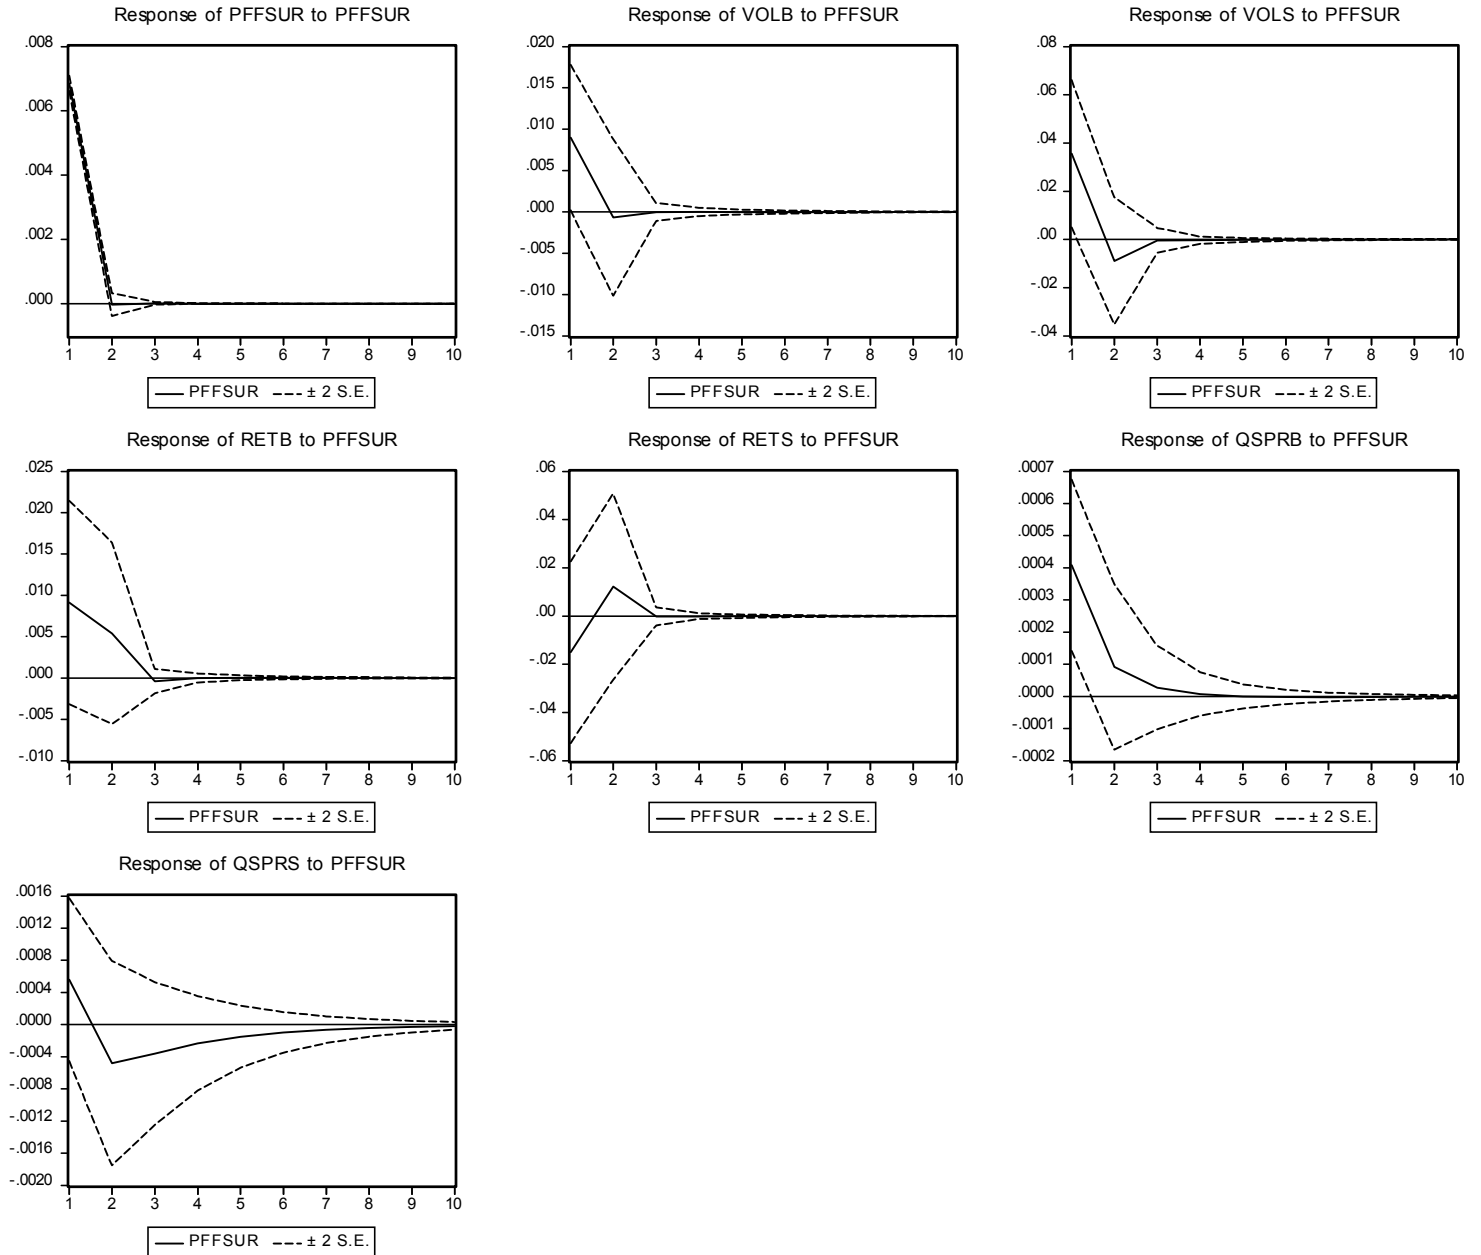 Response of PFFSUR to PFFSUR
.008
.006
.004
.002
.000
1 2 3 4 5 6 7 8 9 10
PFFSUR ± 2 S.E.
Response of VOLB to PFFSUR
.020
.015
.010
.005
.000
-.005
-.010
-.015
1 2 3 4 5 6 7 8 9 10
PFFSUR ± 2 S.E.
Response of VOLS to PFFSUR
.08
.06
.04
.02
.00
-.02
-.04
1 2 3 4 5 6 7 8 9 10
PFFSUR ± 2 S.E.
Response of RETB to PFFSUR
.025
.020
.015
.010
.005
.000
-.005
-.010
1 2 3 4 5 6 7 8 9 10
PFFSUR ± 2 S.E.
Response of RETS to PFFSUR
.06
.04
.02
.00
-.02
-.04
-.06
1 2 3 4 5 6 7 8 9 10
PFFSUR ± 2 S.E.
Response of QSPRB to PFFSUR
.0007
.0006
.0005
.0004
.0003
.0002
.0001
.0000
-.0001
-.0002
1 2 3 4 5 6 7 8 9 10
PFFSUR ± 2 S.E.
Response of QSPRS to PFFSUR
.0016
.0012
.0008
.0004
.0000
-.0004
-.0008
-.0012
-.0016
-.0020
1 2 3 4 5 6 7 8 9 10
PFFSUR ± 2 S.E.